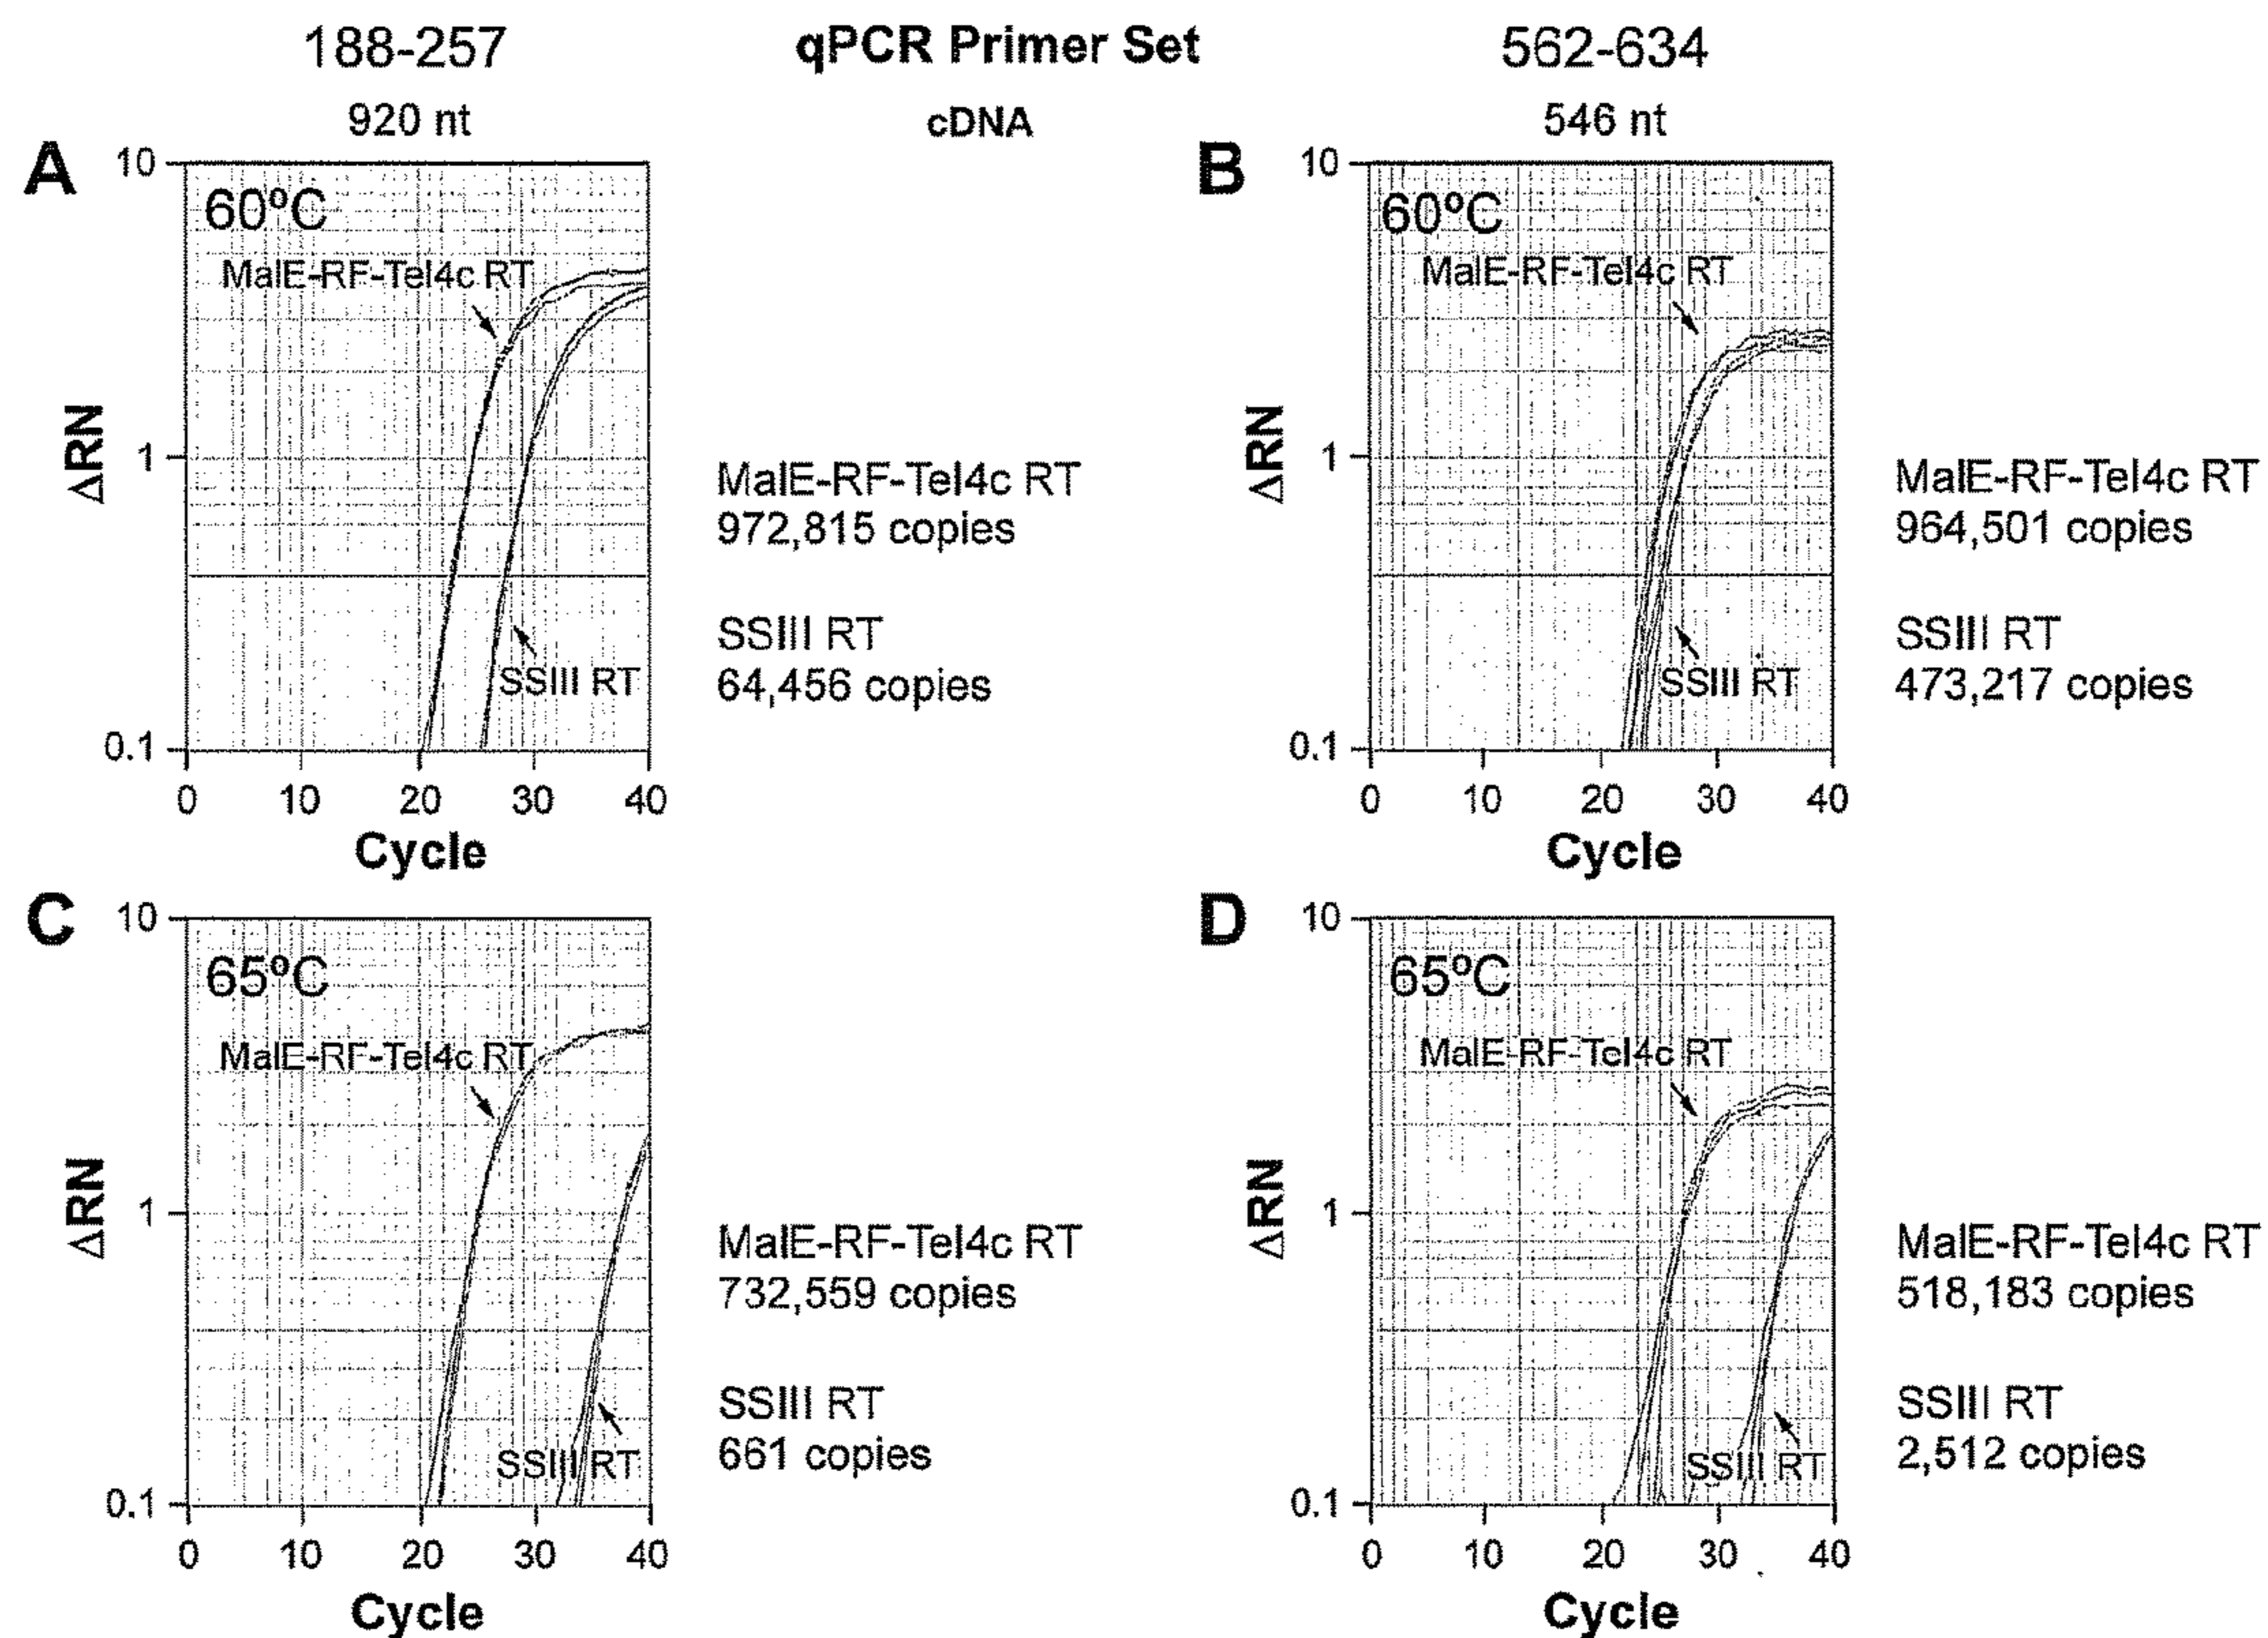 188-257
qPCR Primer Set
562-634
920 nt
cDNA
546 nt
A
10
60ºC
MalE-RF-Tel4c RT
1
ΔRN
SSIII RT
0.1
0 10 20 30 40
Cycle
MalE-RF-Tel4c RT
972,815 copies
SSIII RT
64,456 copies
B
10
60ºC
MalE-RF-Tel4c RT
1
ΔRN
SSIII RT
0.1
0 10 20 30 40
Cycle
MalE-RF-Tel4c RT
964,501 copies
SSIII RT
473,217 copies
C
10
65ºC
MalE-RF-Tel4c RT
1
ΔRN
SSIII RT
0.1
0 10 20 30 40
Cycle
MalE-RF-Tel4c RT
732,559 copies
SSIII RT
661 copies
D
10
65ºC
MalE-RF-Tel4c RT
1
ΔRN
SSIII RT
0.1
0 10 20 30 40
Cycle
MalE-RF-Tel4c RT
518,183 copies
SSIII RT
2,512 copies